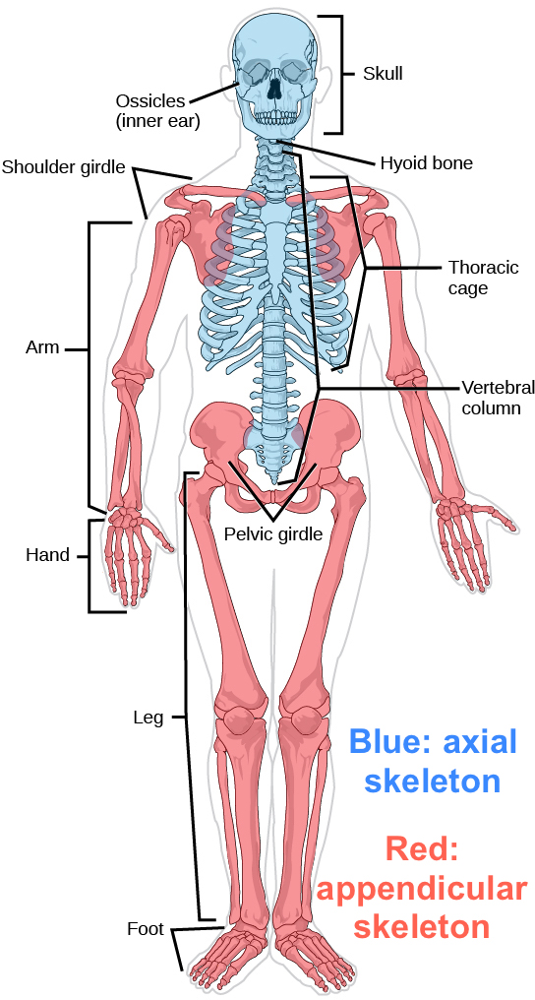 Skull
Ossicles
(inner ear)
Hyoid bone
Shoulder girdle
Thoracic
cage
Arm
Vertebral
column
Pelvic girdle
Hand
Leg
Blue: axial
skeleton
Red:
appendicular
skeleton
Foot